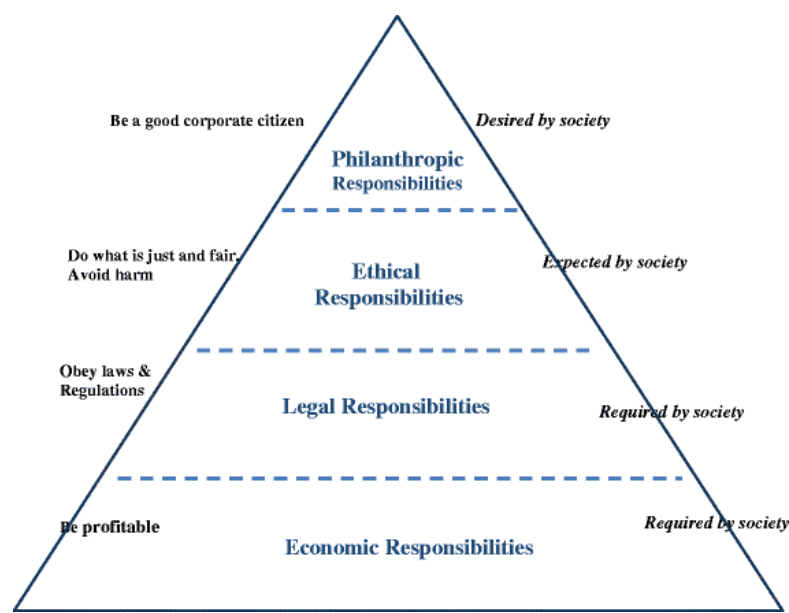 Be a good corporate citizen
Desired by society
Philanthropic
Responsibilities
Do what is just and fair,
Avoid harm
Expected by society
Ethical
Responsibilities
Obey laws &
Regulations
Legal Responsibilities
Required by society
Be profitable
Required by society
Economic Responsibilities